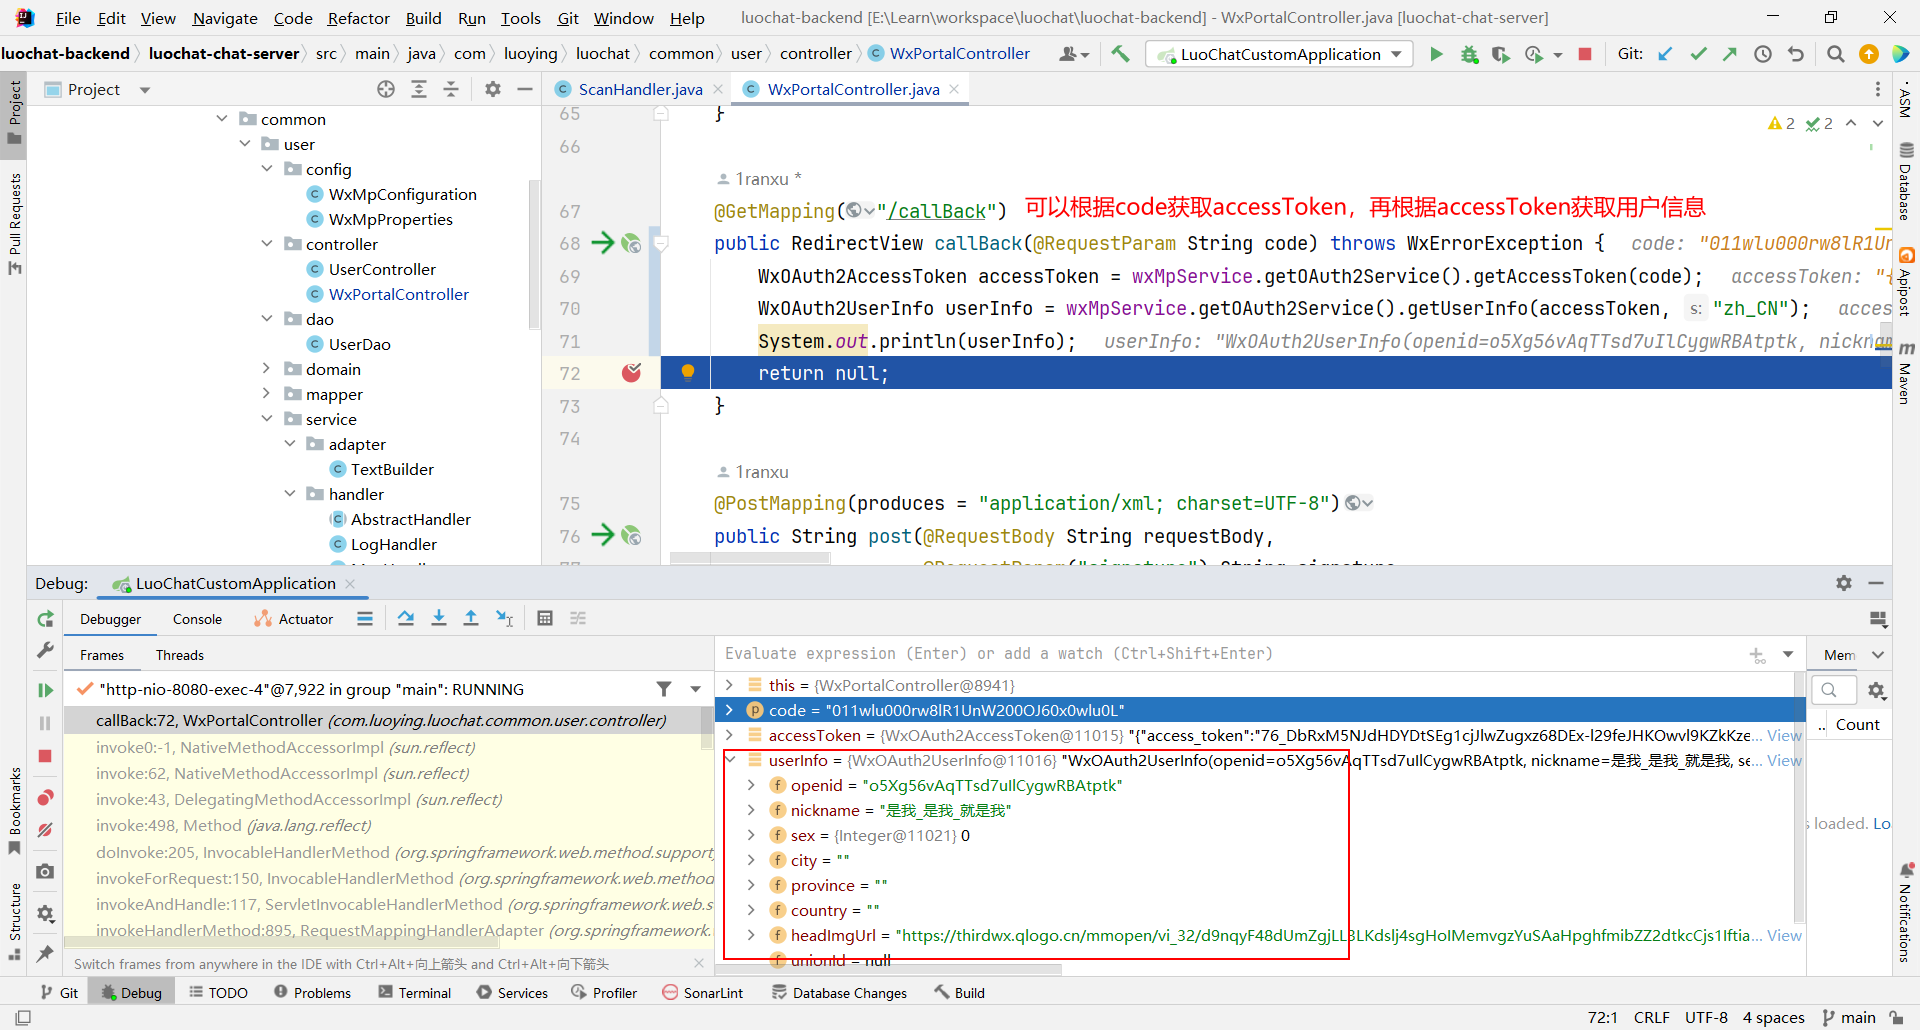 File Edit View Navigate Code Refactor Build Run Tools Git Window Help luochat-backend [E:\Learn\workspace\luochat\luochat-backend] - WxPortalController.java [luochat-chat-server]
luochat-backend luochat-chat-server src main java com luoying luochat common user controller WxPortalController LuoChatCustomApplication Git:
Project
ScanHandler.java WxPortalController.java
common
user
config
WxMpConfiguration
WxMpProperties
controller
UserController
WxPortalController
dao
UserDao
domain
mapper
service
adapter
TextBuilder
handler
AbstractHandler
LogHandler
65 }
2 2
66
1ranxu *
67 @GetMapping("/callBack") 可以根据code获取accessToken，再根据accessToken获取用户信息
68 public RedirectView callBack(@RequestParam String code) throws WxErrorException { code: "011wlu000rw8lR1Un
69 WxOAuth2AccessToken accessToken = wxMpService.getOAuth2Service().getAccessToken(code); accessToken: "{
70 WxOAuth2UserInfo userInfo = wxMpService.getOAuth2Service().getUserInfo(accessToken, s: "zh_CN"); acces
71 System.out.println(userInfo); userInfo: "WxOAuth2UserInfo(openid=o5Xg56vAqTTsd7uIlCygwRBAtptk, nickna
72 return null;
73 }
74
1ranxu
75 @PostMapping(produces = "application/xml; charset=UTF-8")
76 public String post(@RequestBody String requestBody,
Project
Pull Requests
Bookmarks
Structure
ASM
Database
Apipost
Maven
Notifications
Debug: LuoChatCustomApplication
Debugger Console Actuator
Frames Threads
"http-nio-8080-exec-4"@7,922 in group "main": RUNNING
callBack:72, WxPortalController (com.luoying.luochat.common.user.controller)
invoke0:-1, NativeMethodAccessorImpl (sun.reflect)
invoke:62, NativeMethodAccessorImpl (sun.reflect)
invoke:43, DelegatingMethodAccessorImpl (sun.reflect)
invoke:498, Method (java.lang.reflect)
doInvoke:205, InvocableHandlerMethod (org.springframework.web.method.support
invokeForRequest:150, InvocableHandlerMethod (org.springframework.web.method
invokeAndHandle:117, ServletInvocableHandlerMethod (org.springframework.web.s
invokeHandlerMethod:895, RequestMappingHandlerAdapter (org.springframework.
Switch frames from anywhere in the IDE with Ctrl+Alt+向上箭头 and Ctrl+Alt+向下箭头
Evaluate expression (Enter) or add a watch (Ctrl+Shift+Enter)
this = {WxPortalController@8941}
code = "011wlu000rw8lR1UnW200OJ60x0wlu0L"
accessToken = {WxOAuth2AccessToken@11015} "{"access_token":"76_DbRxM5NJdHDYDtSEg1cjJlwZugxz68DEx-l29feJHKOwvl9KZkKze... View
userInfo = {WxOAuth2UserInfo@11016} "WxOAuth2UserInfo(openid=o5Xg56vAqTTsd7uIlCygwRBAtptk, nickname=是我_是我_就是我, se... View
openid = "o5Xg56vAqTTsd7uIlCygwRBAtptk"
nickname = "是我_是我_就是我"
sex = {Integer@11021} 0
city = ""
province = ""
country = ""
headImgUrl = "https://thirdwx.qlogo.cn/mmopen/vi_32/d9nqyF48dUmZgjLL3LKdslj4sgHoIMemvgzYuSAaHpghfmibZZ2dtkcCjs1Iftia... View
unionId = null
Mem
.. Count
s loaded. Lo
Git Debug TODO Problems Terminal Services Profiler SonarLint Database Changes Build
72:1 CRLF UTF-8 4 spaces main